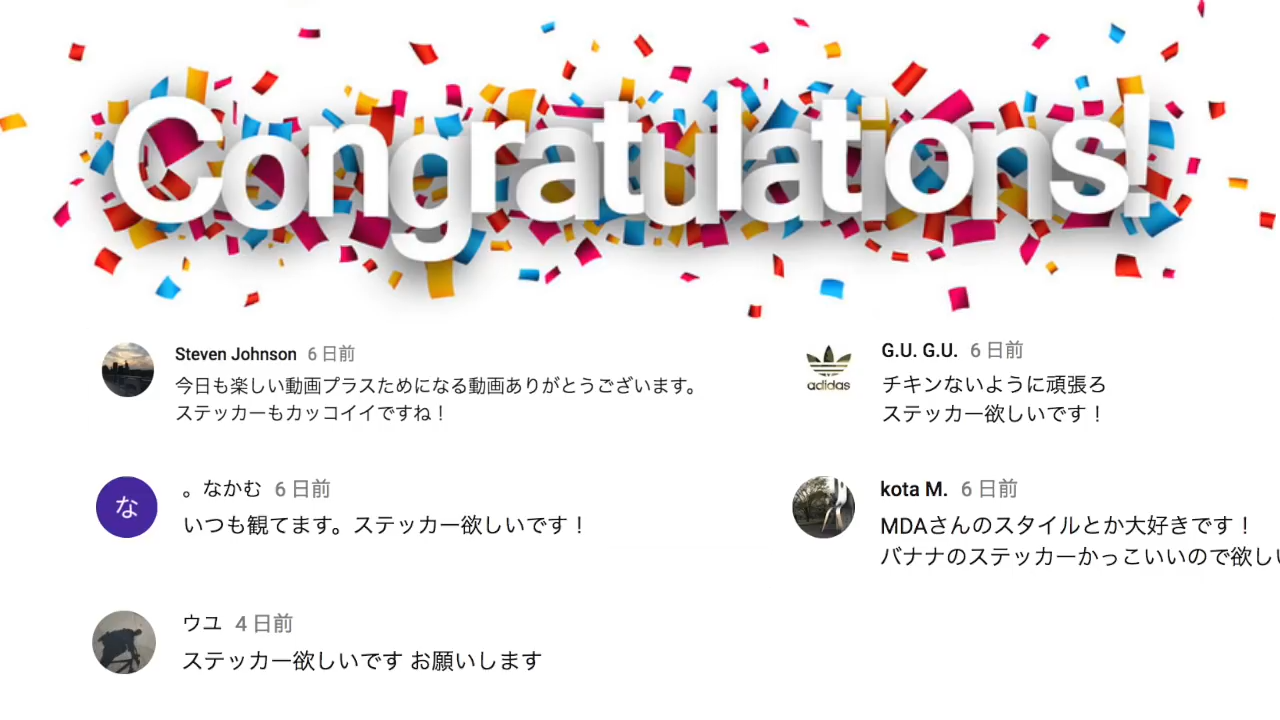 Congratulations!
Steven Johnson 6 日前
今日も楽しい動画プラスためになる動画ありがとうございます。
ステッカーもカッコイイですね！
G.U. G.U. 6 日前
adidas
チキンないように頑張ろ
ステッカー欲しいです！
な
。なかむ 6 日前
いつも観てます。ステッカー欲しいです！
kota M. 6 日前
MDAさんのスタイルとか大好きです！
バナナのステッカーかっこいいので欲し
ウユ 4 日前
ステッカー欲しいです お願いします